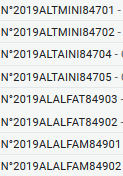 N°2019ALTMINI84701 -
N°2019ALTMINI84702 -
N°2019ALTAINI84704 -
N°2019ALTAINI84705 -
N°2019ALALFAT84903 -
N°2019ALALFAT84902 -
N°2019ALALFAM84901
N°2019ALALFAM84902